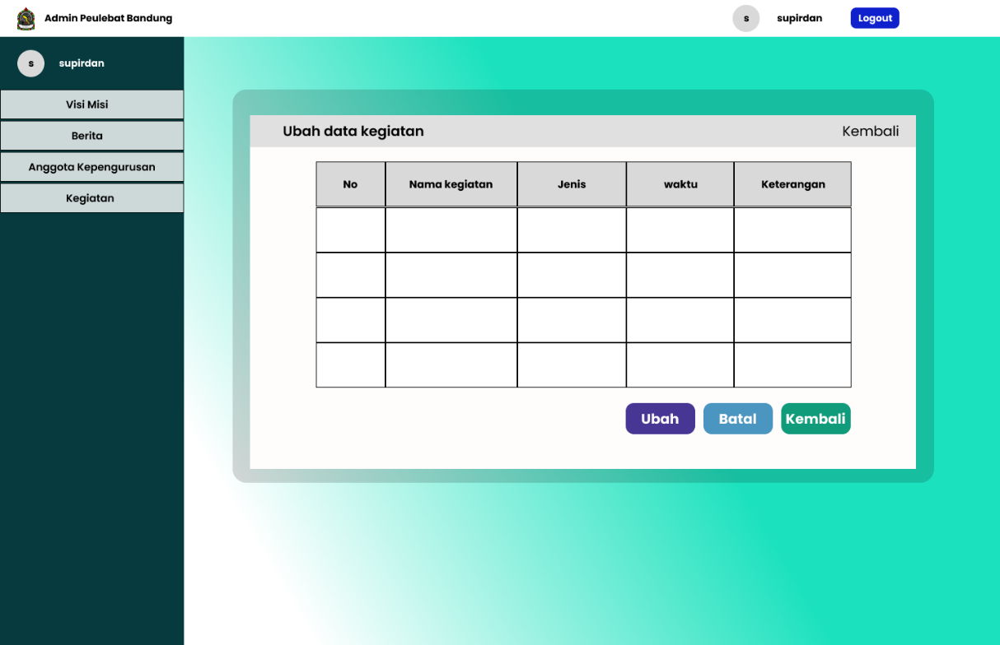 Admin Peulebat Bandung
s supirdan Logout
s supirdan
Visi Misi
Berita
Anggota Kepengurusan
Kegiatan
Ubah data kegiatan Kembali
No Nama kegiatan Jenis waktu Keterangan
Ubah Batal Kembali